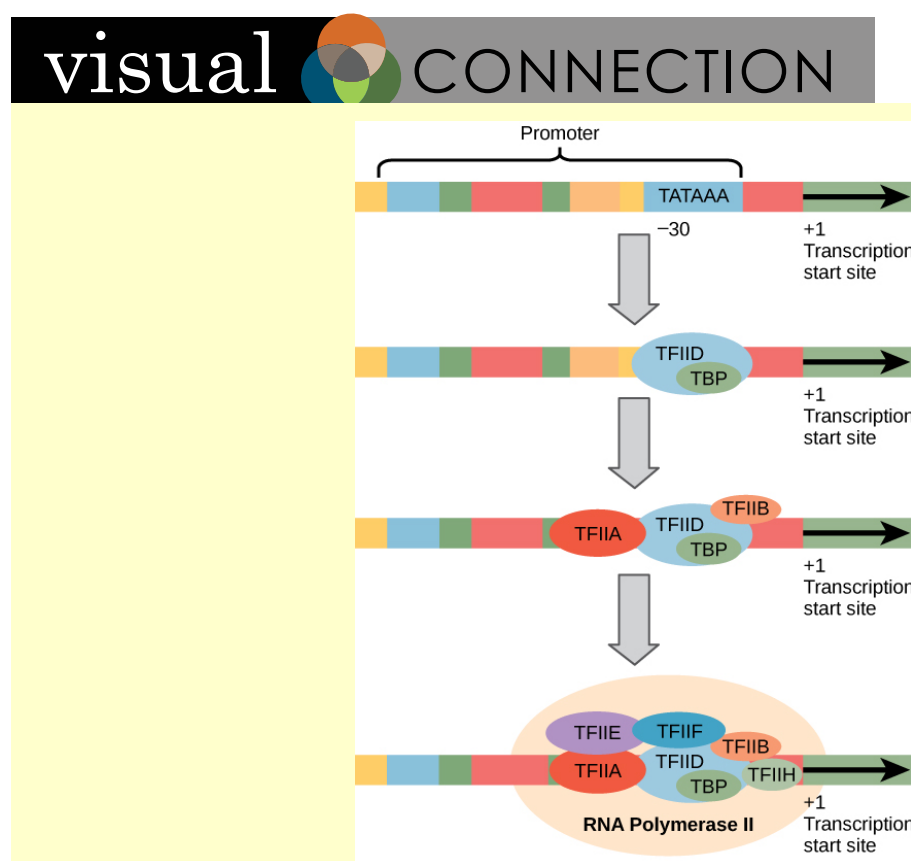 visual CONNECTION
Promoter
TATAAA
−30
+1
Transcription
start site
TFIID
TBP
+1
Transcription
start site
TFIIB
TFIIA
TFIID
TBP
+1
Transcription
start site
TFIIE
TFIIF
TFIIB
TFIIA
TFIID
TFIIH
TBP
RNA Polymerase II
+1
Transcription
start site